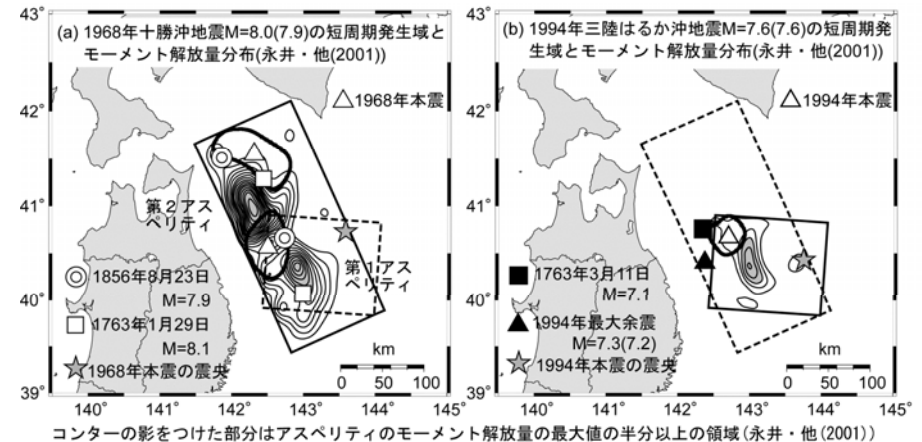 (a) 1968年十勝沖地震M=8.0(7.9)の短周期発生域と
モーメント解放量分布(永井・他(2001))
△1968年本震
第2アス
ペリティ
第1アス
ペリティ
◎1856年8月23日
M=7.9
□1763年1月29日
M=8.1
☆1968年本震の震央
km
0 50 100
43°
42°
41°
40°
39°
140° 141° 142° 143° 144° 145°
(b) 1994年三陸はるか沖地震M=7.6(7.6)の短周期発
生域とモーメント解放量分布(永井・他(2001))
△1994年本震
■1763年3月11日
M=7.1
▲1994年最大余震
M=7.3(7.2)
☆1994年本震の震央
km
0 50 100
43°
42°
41°
40°
39°
140° 141° 142° 143° 144° 145°
コンターの影をつけた部分はアスペリティのモーメント解放量の最大値の半分以上の領域(永井・他(2001))